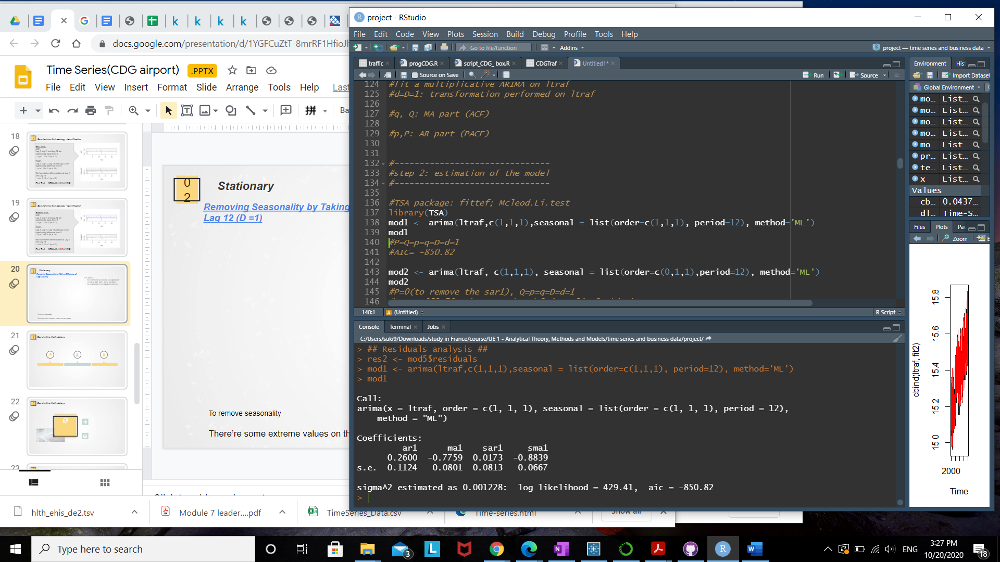 docs.google.com/presentation/d/1YGFCuZtT-8mrRF1HfioJh
Time Series(CDG airport)
.PPTX
File Edit View Insert Format Slide Arrange Tools Help Last
Ba
18
19
20
21
22
23
02
Stationary
Removing Seasonality by Taking
Lag 12 (D =1)
To remove seasonality
There're some extreme values on th
hlth_ehis_de2.tsv
Module 7 leader....pdf
TimeSeries_Data.csv
Time-series.html
Show all
project - RStudio
File Edit Code View Plots Session Build Debug Profile Tools Help
Go to file/function
Addins
project — time series and business data
traffic
progCDG.R
script_CDG_ box.R
CDGTraf
Untitled1*
Source on Save
Run
Source
124 #fit a multiplicative ARIMA on ltraf
125 #d=D=1: transformation performed on ltraf
126
127 #q, Q: MA part (ACF)
128
129 #p,P: AR part (PACF)
130
131
132 #-------------------------------
133 #step 2: estimation of the model
134 #-------------------------------
135
136 #TSA package: fittef; Mcleod.Li.test
137 library(TSA)
138 mod1 <- arima(ltraf,c(1,1,1),seasonal = list(order=c(1,1,1), period=12), method='ML')
139 mod1
140 #P=Q=p=q=D=d=1
141 #AIC= -850.82
142
143 mod2 <- arima(ltraf, c(1,1,1), seasonal = list(order=c(0,1,1),period=12), method='ML')
144 mod2
145 #P=0(to remove the sar1), Q=p=q=D=d=1
146
140:1
(Untitled)
R Script
Console Terminal Jobs
C:/Users/suki9/Downloads/study in France/course/UE 1 - Analytical Theory, Methods and Models/time series and business data/project/
> ## Residuals analysis ##
> res2 <- mod5$residuals
> mod1 <- arima(ltraf,c(1,1,1),seasonal = list(order=c(1,1,1), period=12), method='ML')
> mod1
Call:
arima(x = ltraf, order = c(1, 1, 1), seasonal = list(order = c(1, 1, 1), period = 12),
method = "ML")
Coefficients:
ar1 ma1 sar1 sma1
0.2600 -0.7759 0.0173 -0.8839
s.e. 0.1124 0.0801 0.0813 0.0667
sigma^2 estimated as 0.001228: log likelihood = 429.41, aic = -850.82
>
Environment His
Import Dataset
Global Environment
mo... List...
mo... List...
mo... List...
mo... List...
mo... List...
pr... List...
te... List...
x List...
Values
cb... 0.0437...
dl... Time-S...
Files Plots Pac
Zoom
E
cbind(ltraf, fit2)
15.0 15.2 15.4 15.6 15.8
2000
Time
Type here to search
3
ENG
3:27 PM
10/20/2020
18